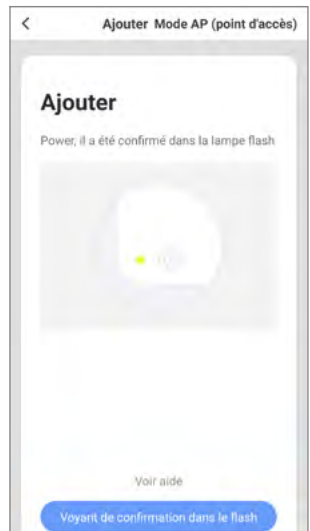 Ajouter Mode AP (point d'accès)
Ajouter
Power, il a été confirmé dans la lampe flash
Voir aide
Voyant de confirmation dans le flash